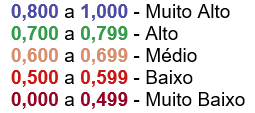 0,800 a 1,000 - Muito Alto
0,700 a 0,799 - Alto
0,600 a 0,699 - Médio
0,500 a 0,599 - Baixo
0,000 a 0,499 - Muito Baixo